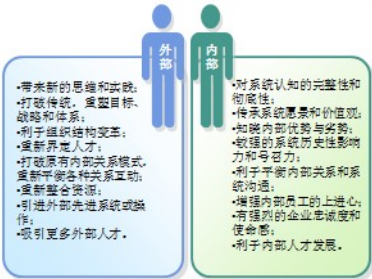 外部
内部
•带来新的思维和实践；
•打破传统，重塑目标、
战略和体系；
•利于组织结构变革；
•重新界定人才；
•打破原有内部关系模式，
重新平衡各种关系互动；
•重新整合资源；
•引进外部先进系统或操
作；
•吸引更多外部人才。
•对系统认知的完整性和
彻底性；
•传承系统愿景和价值观；
•知晓内部优势与劣势；
•较强的系统历史性影响
力和号召力；
•利于平衡内部关系和系
统沟通；
•增强内部员工的上进心；
•有强烈的企业忠诚度和
使命感；
•利于内部人才发展。